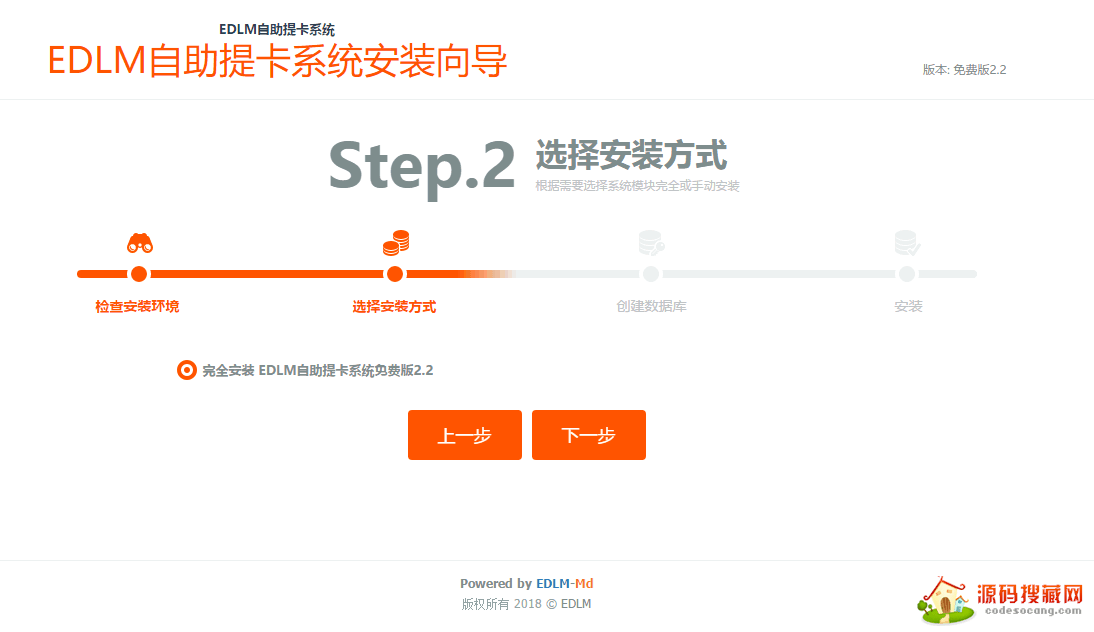 EDLM自助提卡系统
EDLM自助提卡系统安装向导
版本: 免费版2.2
Step.2
选择安装方式
根据需要选择系统模块完全或手动安装
检查安装环境
选择安装方式
创建数据库
安装
完全安装 EDLM自助提卡系统免费版2.2
上一步
下一步
Powered by EDLM-Md
版权所有 2018 © EDLM
源码搜藏网
codesocang.com